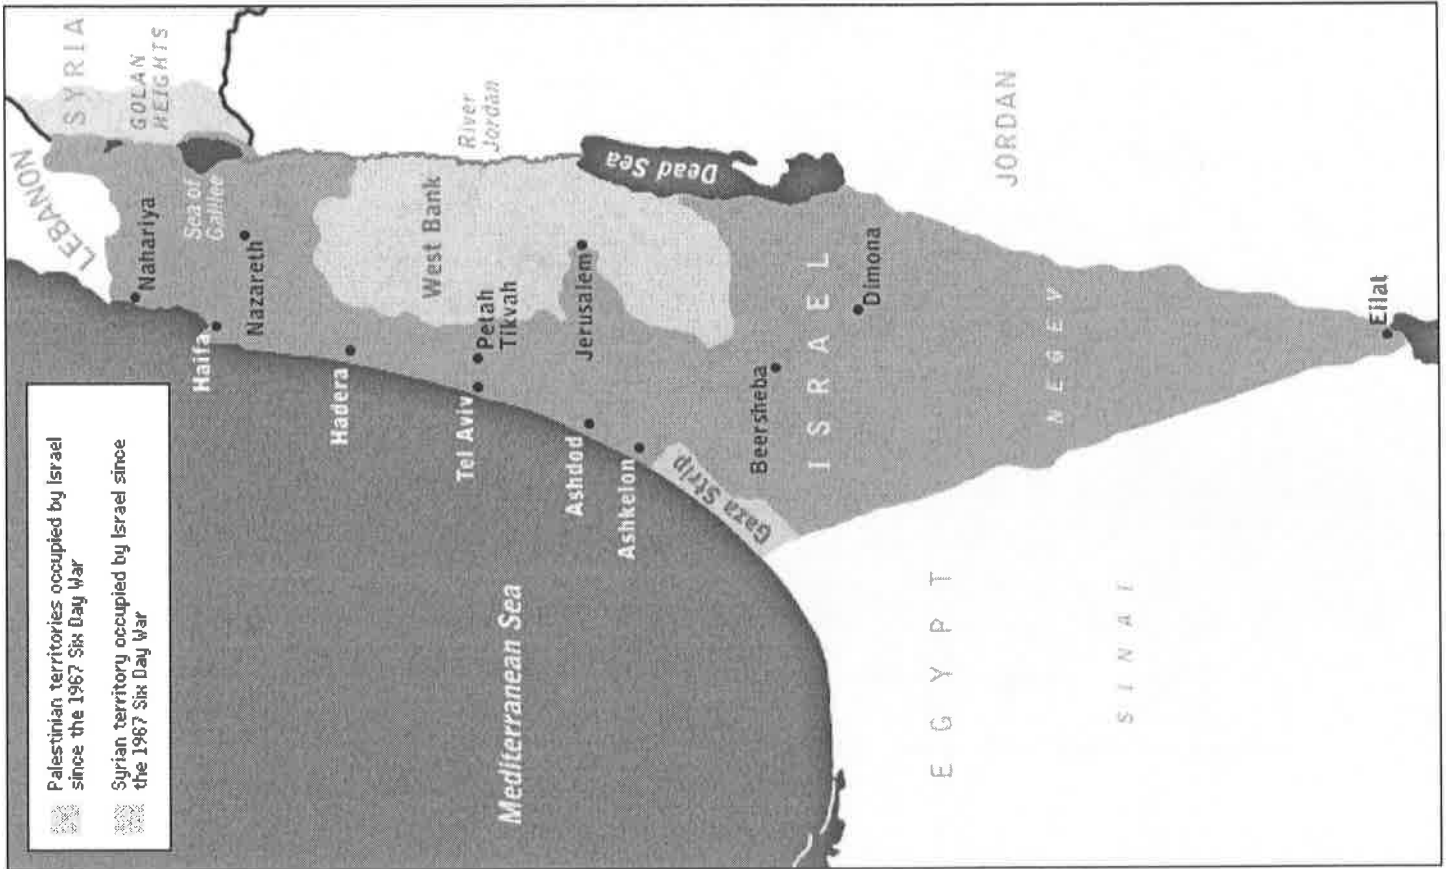 Palestinian territories occupied by Israel
since the 1967 Six Day War
Syrian territory occupied by Israel since
the 1967 Six Day War
LEBANON
SYRIA
GOLAN
HEIGHTS
Nahariya
Sea of
Galilee
Haifa
Nazareth
Hadera
West Bank
River
Jordan
Tel Aviv
Petah
Tikvah
Jerusalem
Dead Sea
Ashdod
Ashkelon
Gaza Strip
Beersheba
ISRAEL
Dimona
JORDAN
NEGEV
Eilat
Mediterranean Sea
EGYPT
SINAI